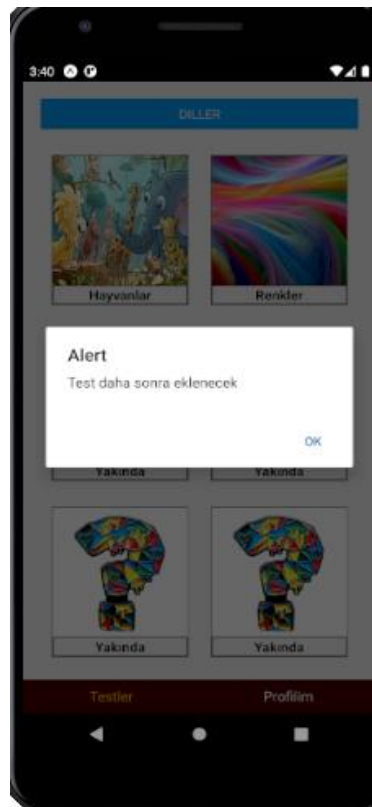 3:40
DILLER
Hayvanlar
Renkler
Alert
Test daha sonra eklenecek
OK
Yakında
Yakında
Yakında
Yakında
Testler
Profilim